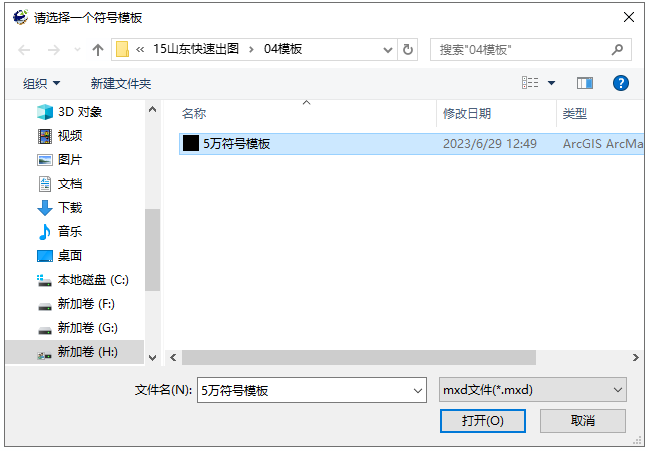 请选择一个符号模板
« 15山东快速出图 › 04模板
搜索"04模板"
组织
新建文件夹
?
名称
修改日期
类型
3D 对象
视频
图片
文档
下载
音乐
桌面
本地磁盘 (C:)
新加卷 (F:)
新加卷 (G:)
新加卷 (H:)
5万符号模板
2023/6/29 12:49
ArcGIS ArcMa
文件名(N):
5万符号模板
mxd文件(*.mxd)
打开(O)
取消